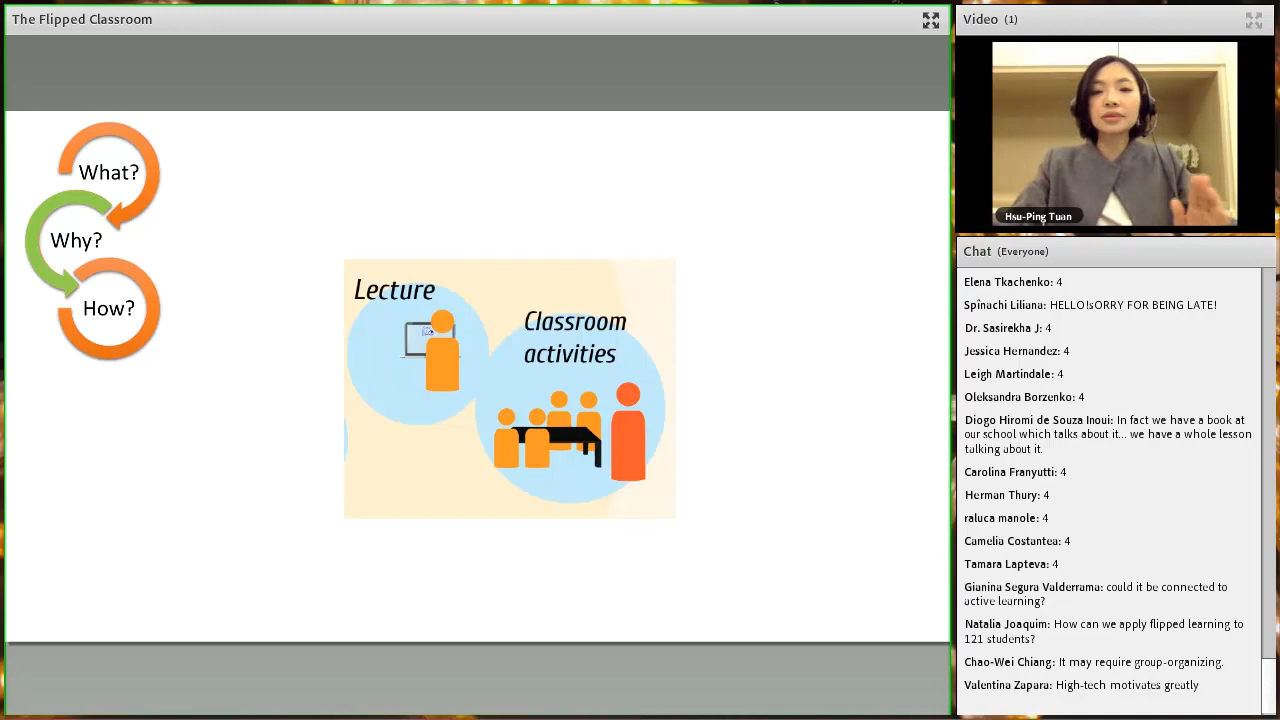 The Flipped Classroom
What?
Why?
How?
Lecture
Classroom
activities
Video (1)
Hsu-Ping Tuan
Chat (Everyone)
Elena Tkachenko: 4
Spînachi Liliana: HELLO!sORRY FOR BEING LATE!
Dr. Sasirekha J: 4
Jessica Hernandez: 4
Leigh Martindale: 4
Oleksandra Borzenko: 4
Diogo Hiromi de Souza Inoui: In fact we have a book at
our school which talks about it... we have a whole lesson
talking about it.
Carolina Franyutti: 4
Herman Thury: 4
raluca manole: 4
Camelia Costantea: 4
Tamara Lapteva: 4
Gianina Segura Valderrama: could it be connected to
active learning?
Natalia Joaquim: How can we apply flipped learning to
121 students?
Chao-Wei Chiang: It may require group-organizing.
Valentina Zapara: High-tech motivates greatly